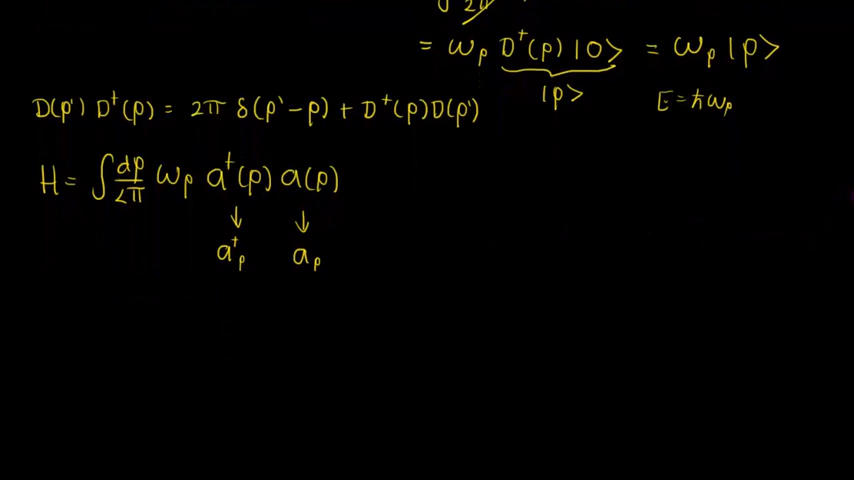 = ω_p D†(p) |0> = ω_p |p>
|p>
E = ħω_p
D(p') D†(p) = 2π δ(p'-p) + D†(p)D(p')
H = ∫ dp/2π ω_p a†(p) a(p)
↓ ↓
a†_p a_p